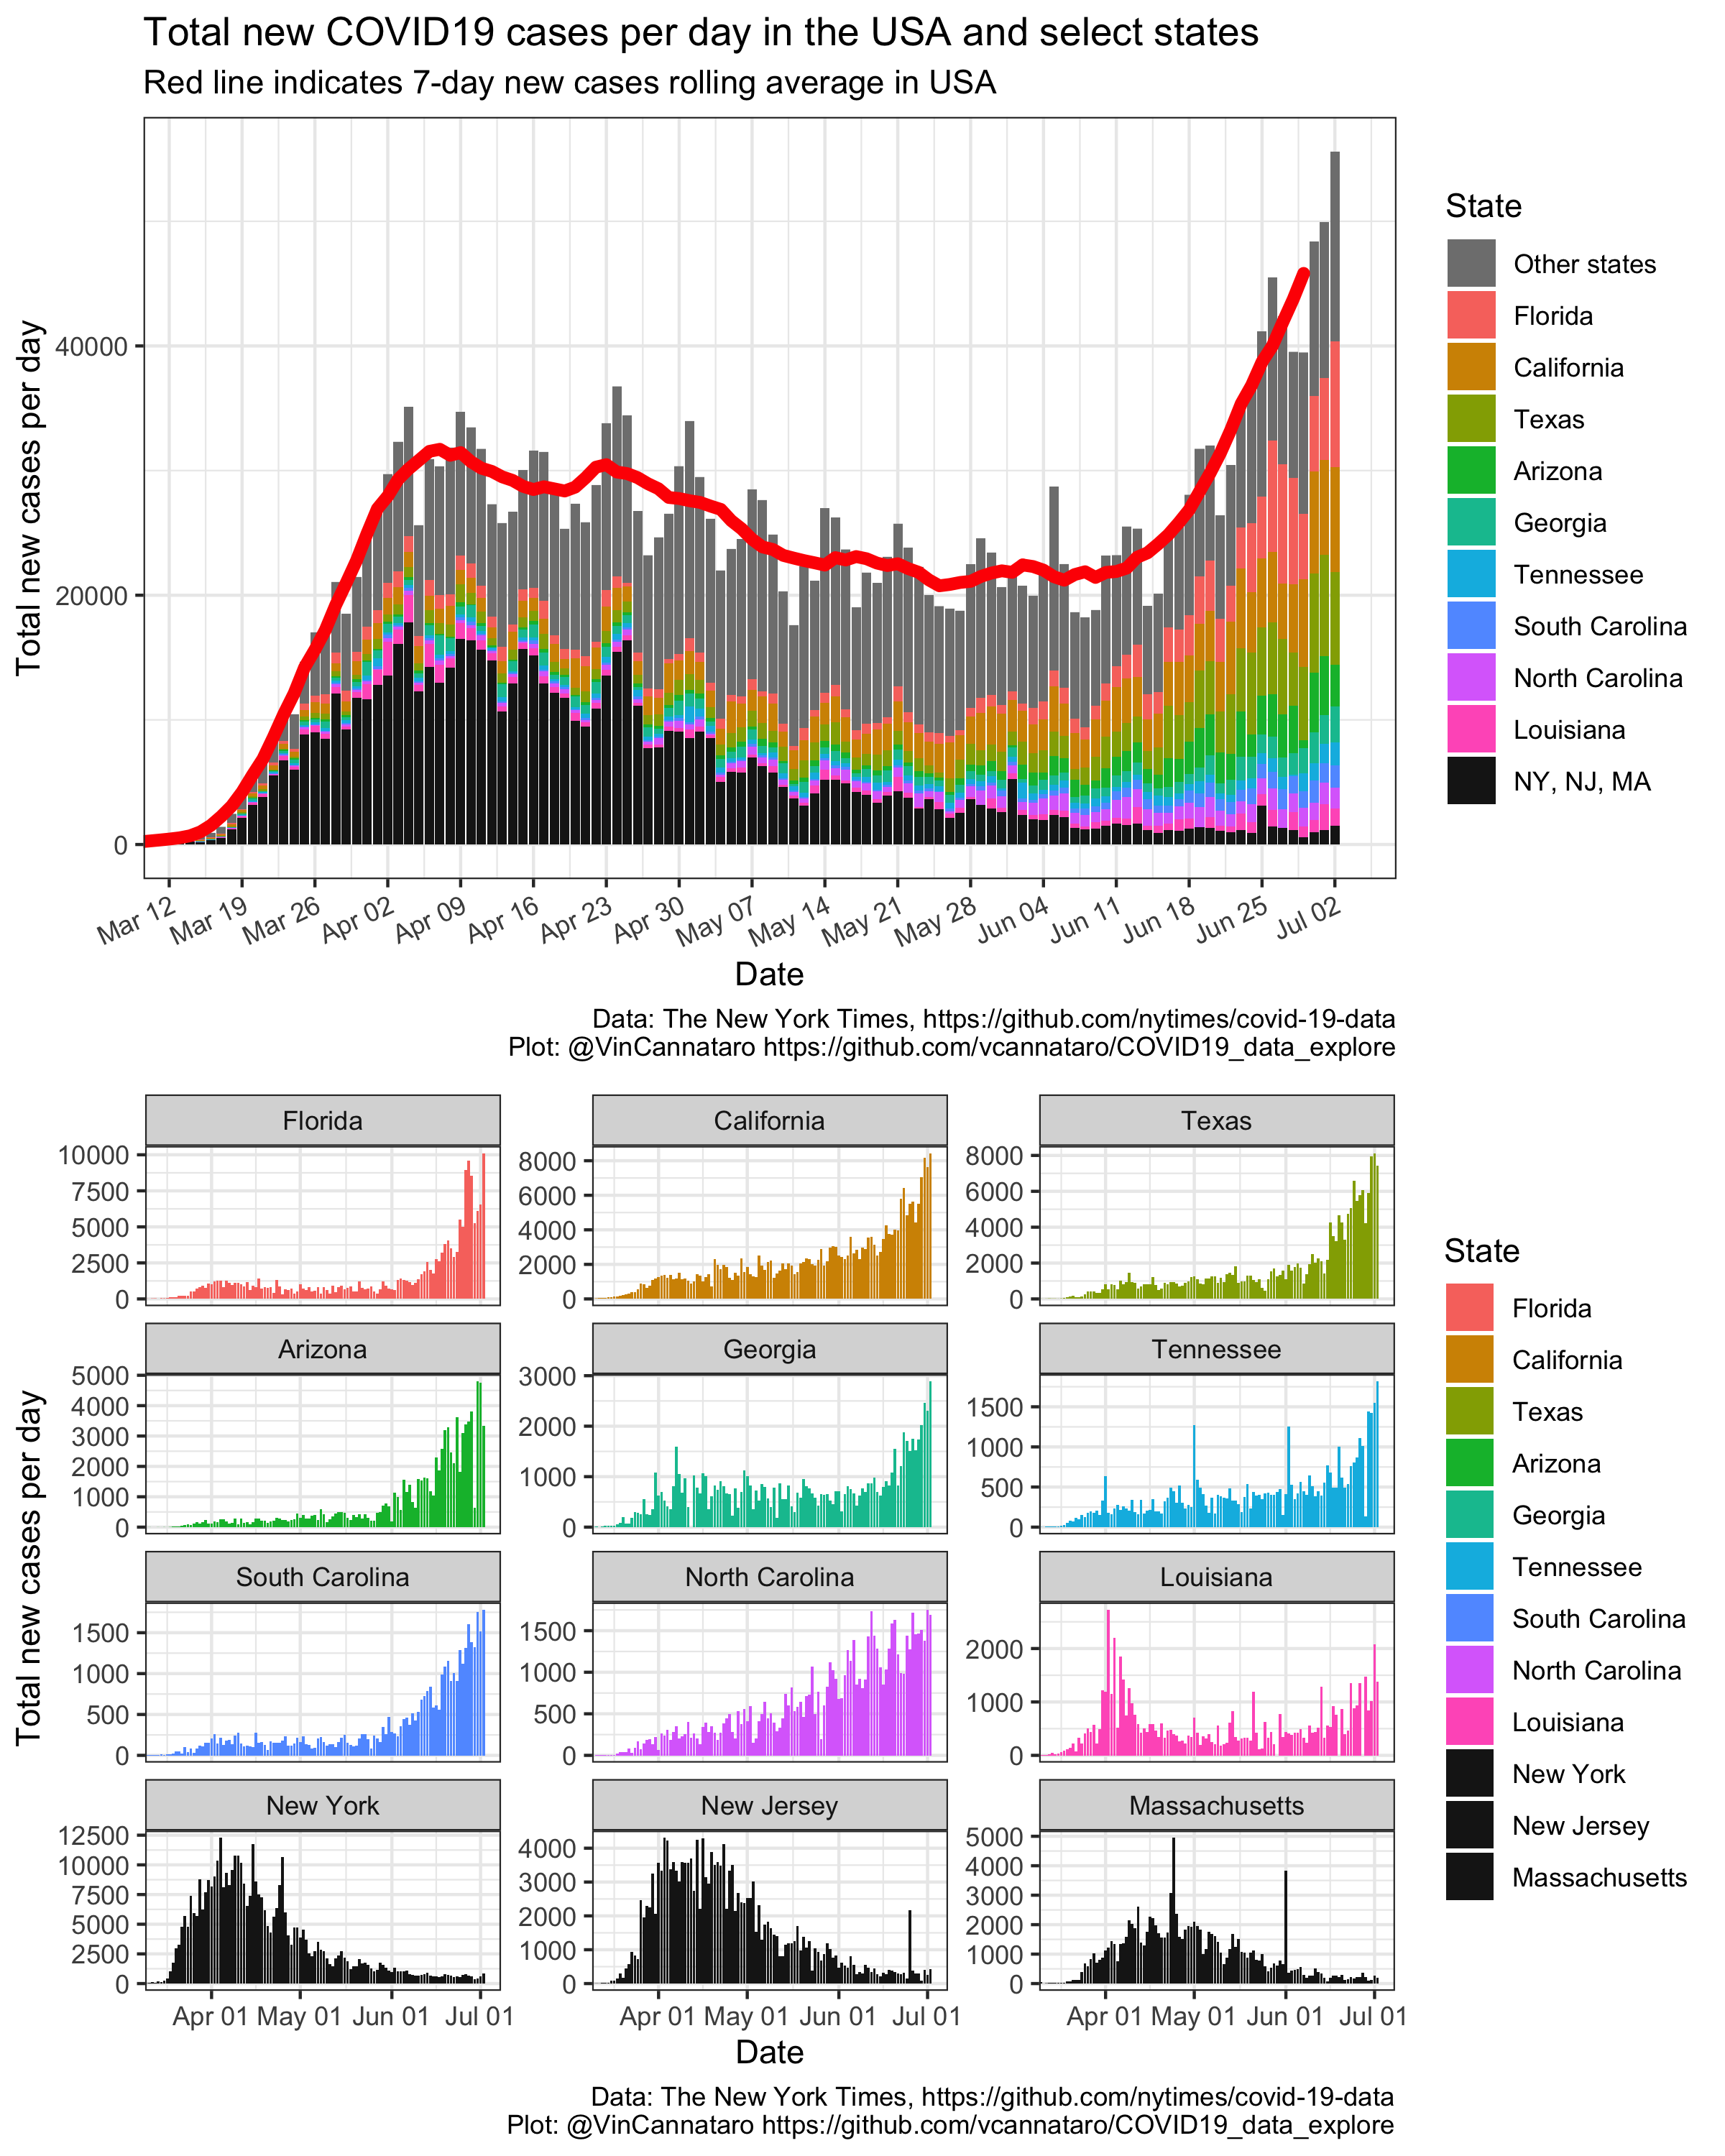 Total new COVID19 cases per day in the USA and select states
Red line indicates 7-day new cases rolling average in USA
Total new cases per day
40000
20000
0
Mar 12
Mar 19
Mar 26
Apr 02
Apr 09
Apr 16
Apr 23
Apr 30
May 07
May 14
May 21
May 28
Jun 04
Jun 11
Jun 18
Jun 25
Jul 02
Date
State
Other states
Florida
California
Texas
Arizona
Georgia
Tennessee
South Carolina
North Carolina
Louisiana
NY, NJ, MA
Data: The New York Times, https://github.com/nytimes/covid-19-data
Plot: @VinCannataro https://github.com/vcannataro/COVID19_data_explore
Total new cases per day
Florida
10000
7500
5000
2500
0
California
8000
6000
4000
2000
0
Texas
8000
6000
4000
2000
0
Arizona
5000
4000
3000
2000
1000
0
Georgia
3000
2000
1000
0
Tennessee
1500
1000
500
0
South Carolina
1500
1000
500
0
North Carolina
1500
1000
500
0
Louisiana
2000
1000
0
New York
12500
10000
7500
5000
2500
0
Apr 01 May 01 Jun 01 Jul 01
New Jersey
4000
3000
2000
1000
0
Apr 01 May 01 Jun 01 Jul 01
Massachusetts
5000
4000
3000
2000
1000
0
Apr 01 May 01 Jun 01 Jul 01
Date
State
Florida
California
Texas
Arizona
Georgia
Tennessee
South Carolina
North Carolina
Louisiana
New York
New Jersey
Massachusetts
Data: The New York Times, https://github.com/nytimes/covid-19-data
Plot: @VinCannataro https://github.com/vcannataro/COVID19_data_explore